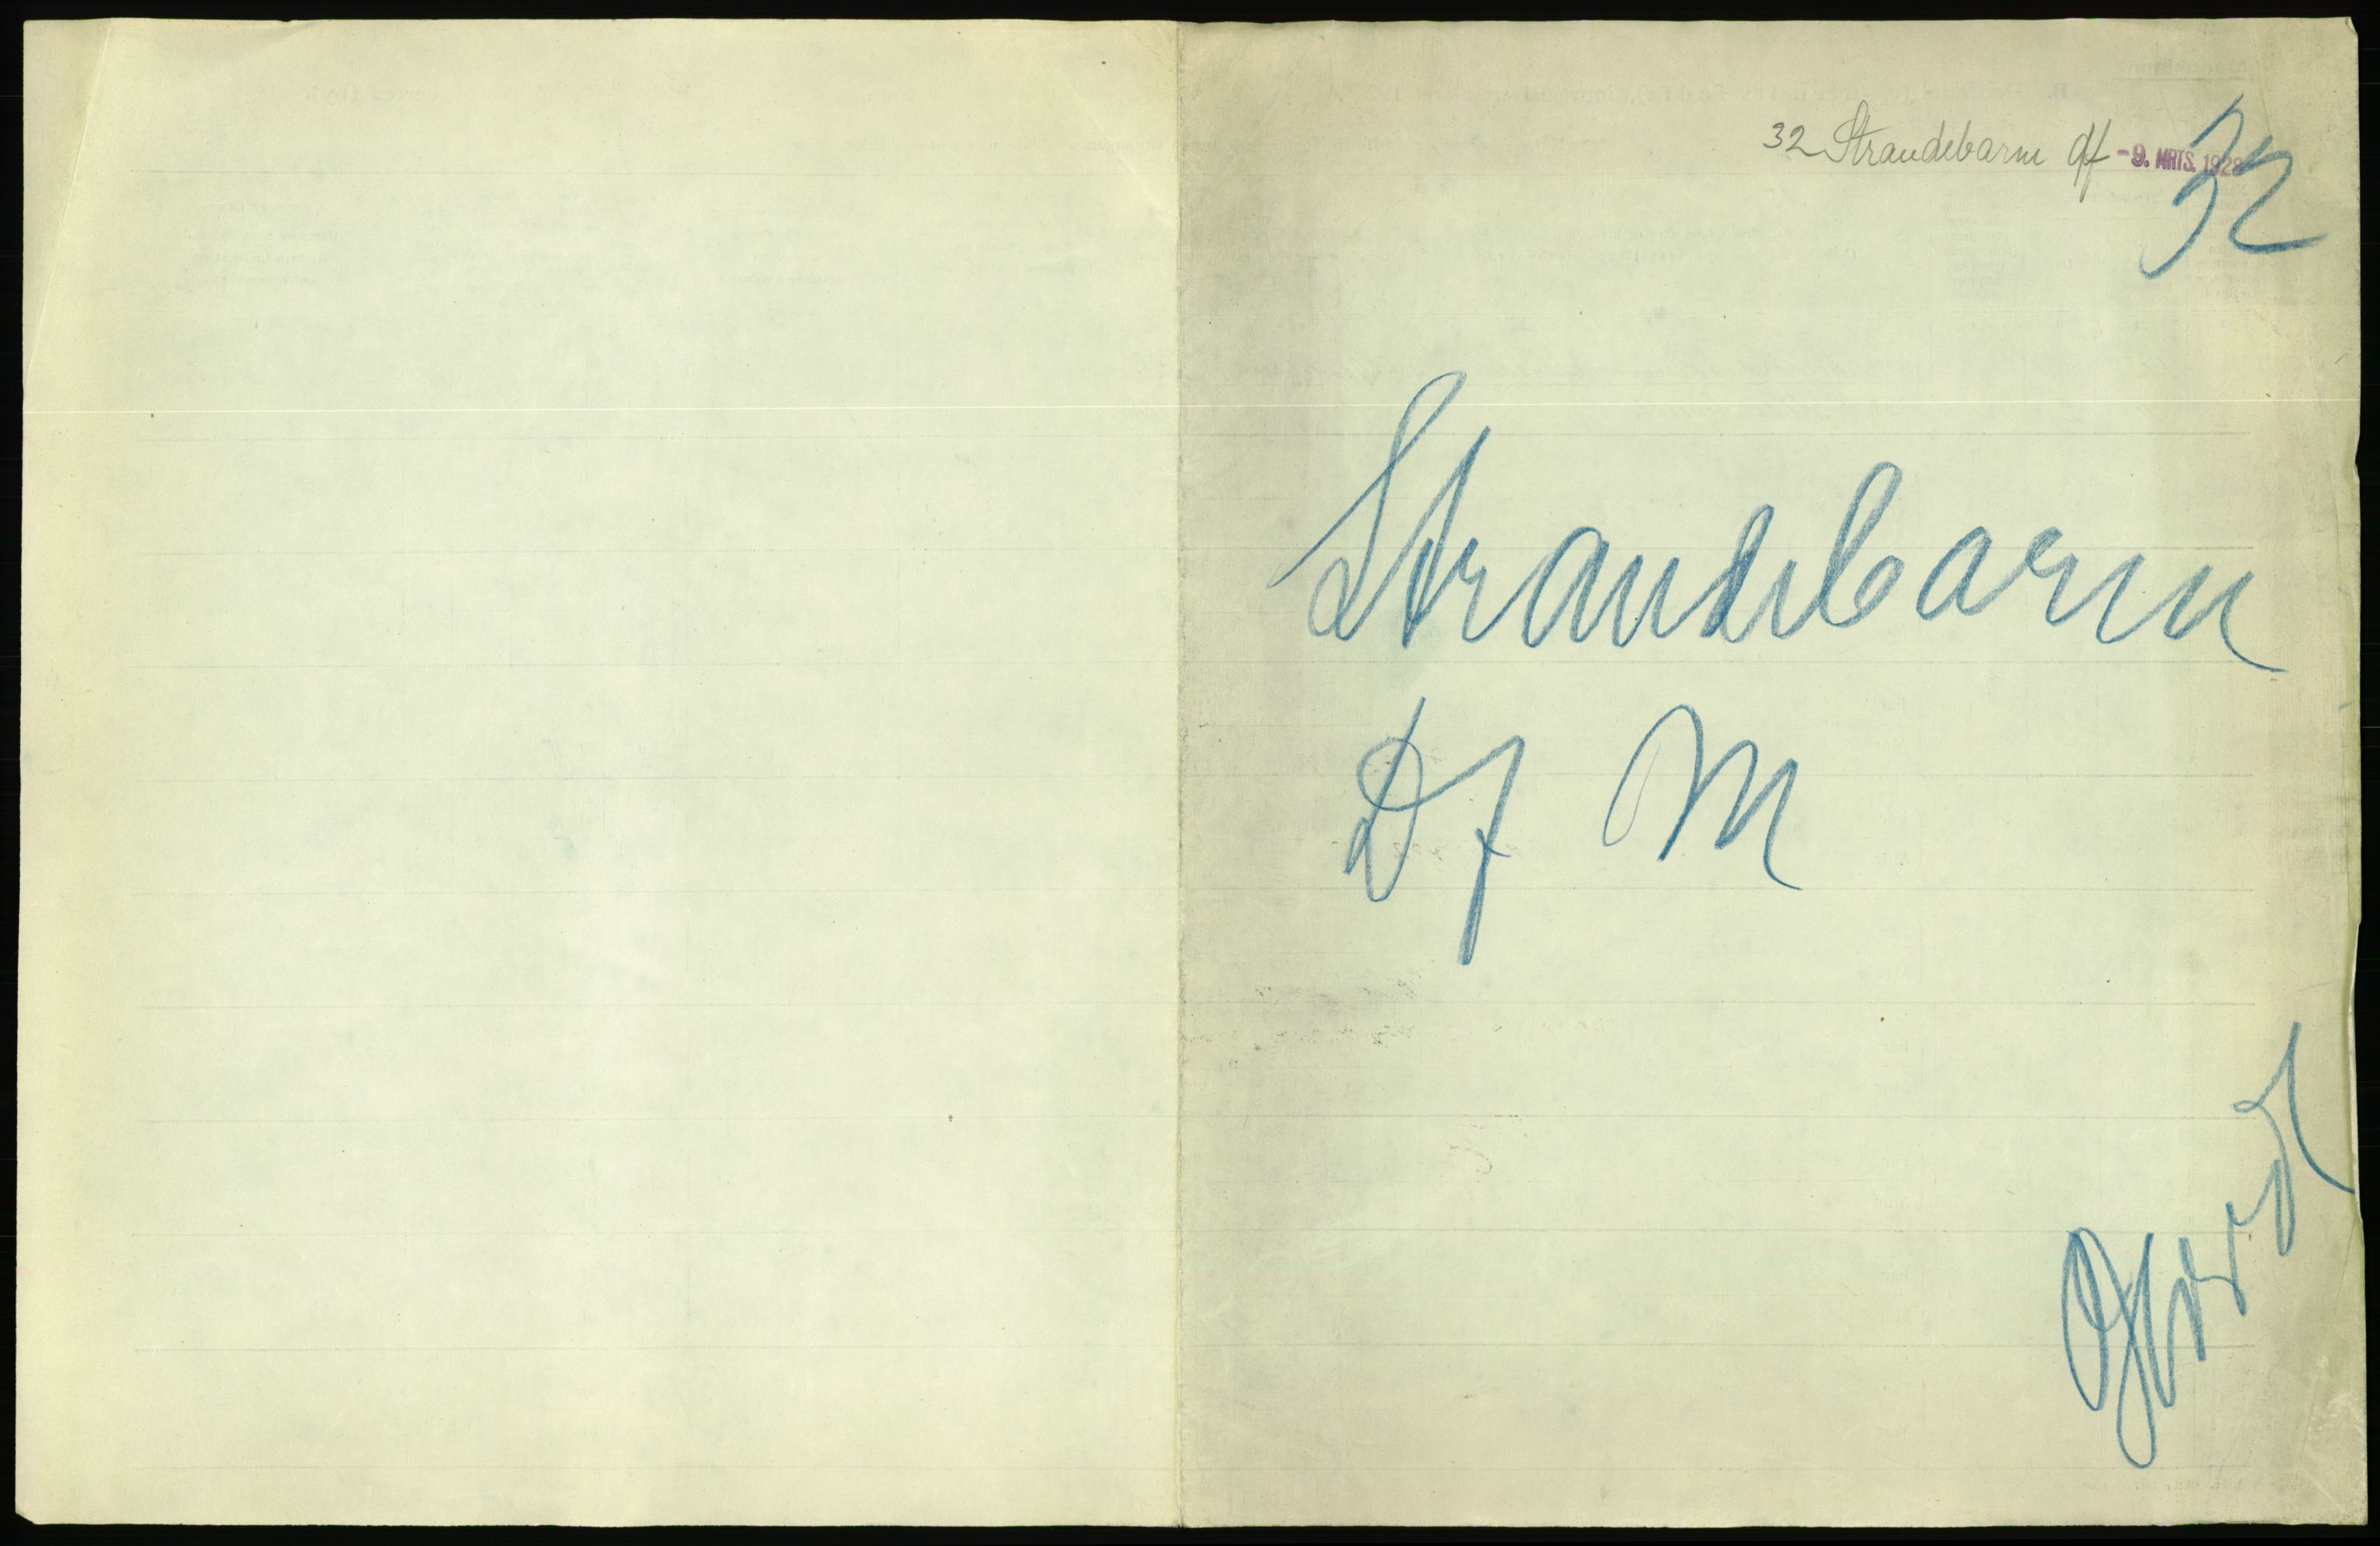 32 Strandebarm df -9. MRTS. 1928
32
Strandebarm
Df M